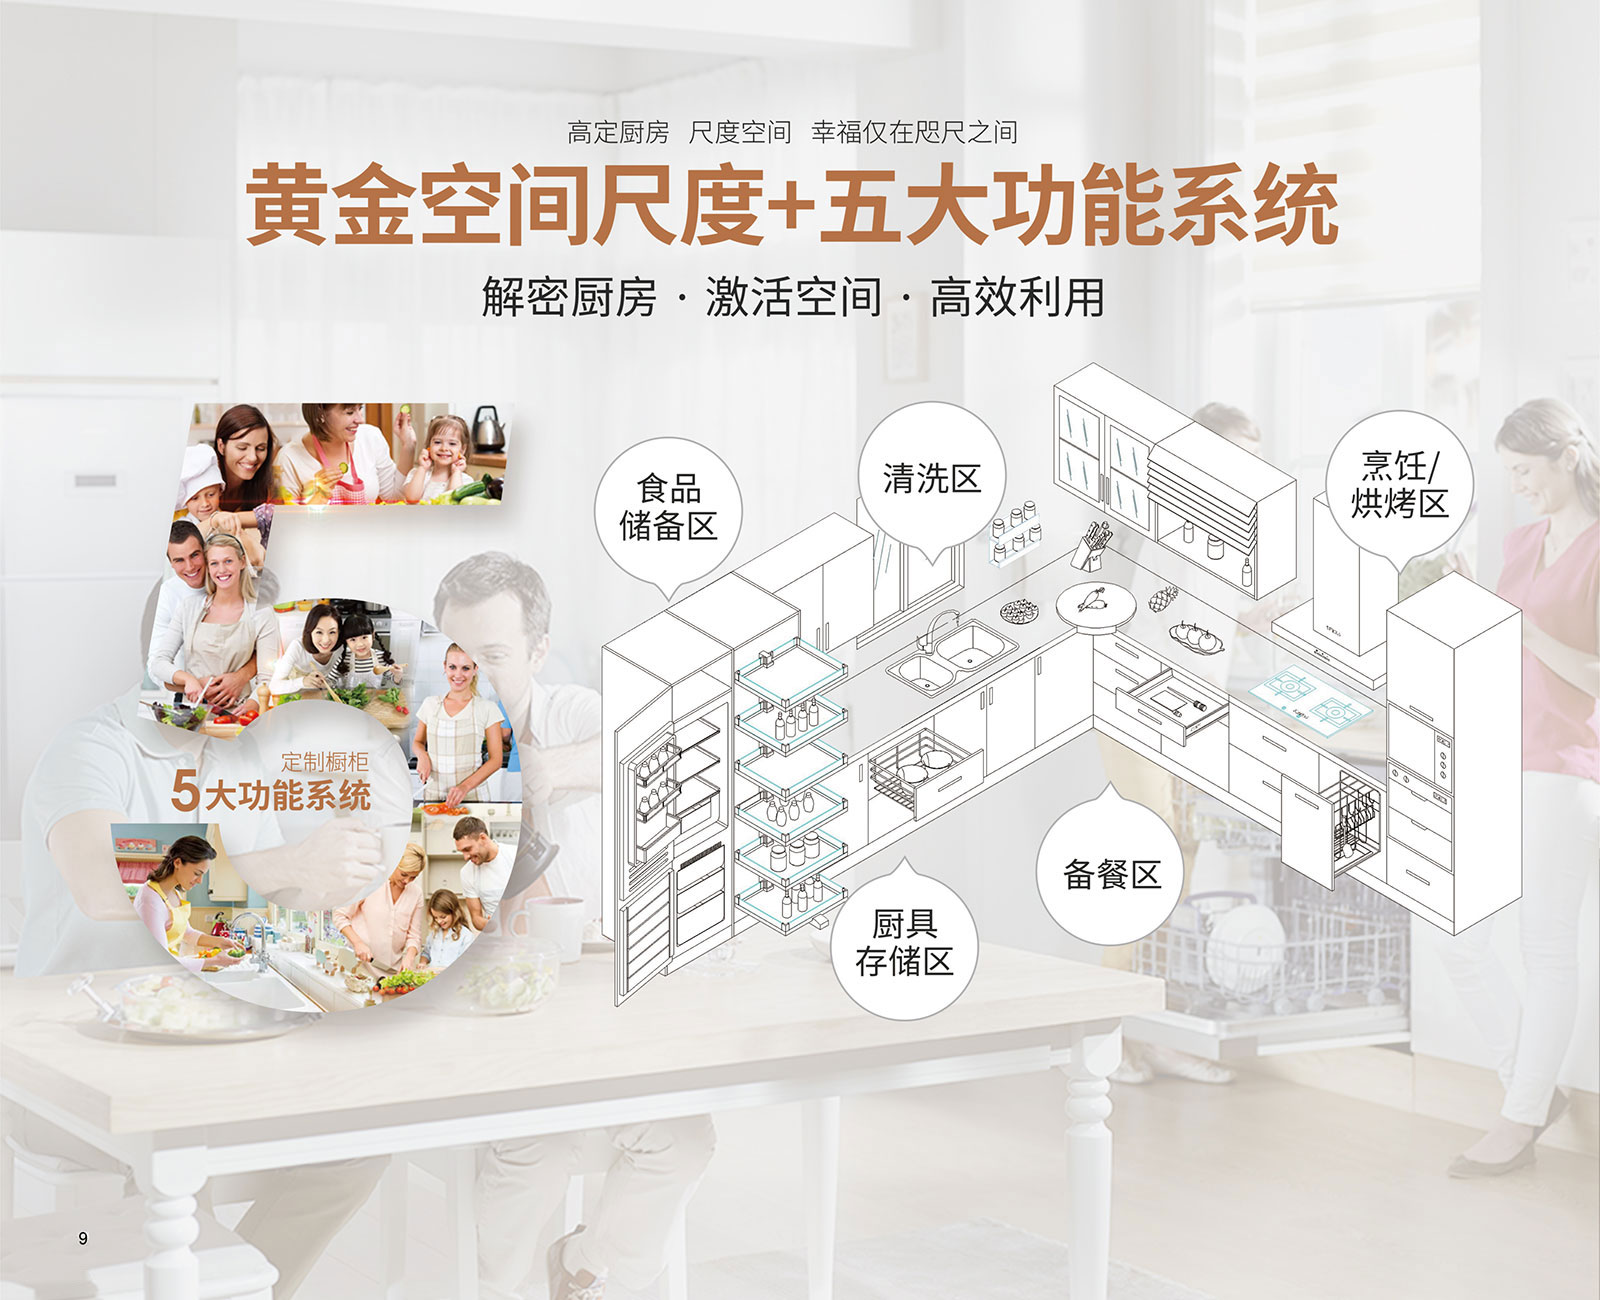 高定厨房 尺度空间 幸福仅在咫尺之间
黄金空间尺度+五大功能系统
解密厨房 · 激活空间 · 高效利用
食品
储备区
清洗区
烹饪/
烘烤区
定制橱柜
5大功能系统
备餐区
厨具
存储区
9